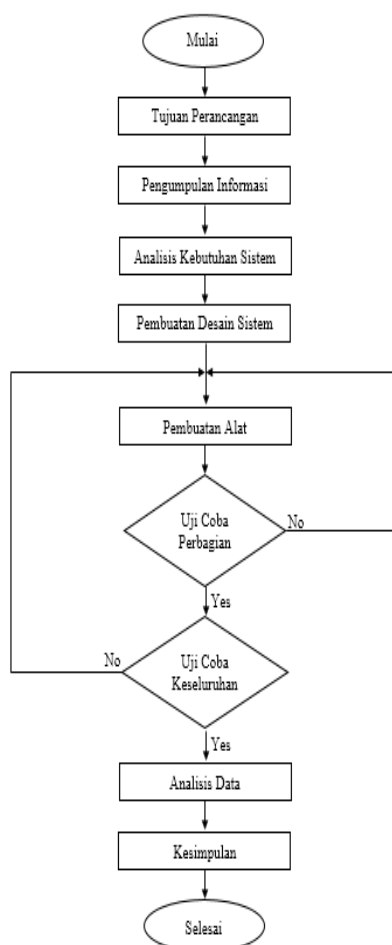 Mulai
Tujuan Perancangan
Pengumpulan Informasi
Analisis Kebutuhan Sistem
Pembuatan Desain Sistem
Pembuatan Alat
Uji Coba
Perbagian
No
Yes
No
Uji Coba
Keseluruhan
Yes
Analisis Data
Kesimpulan
Selesai